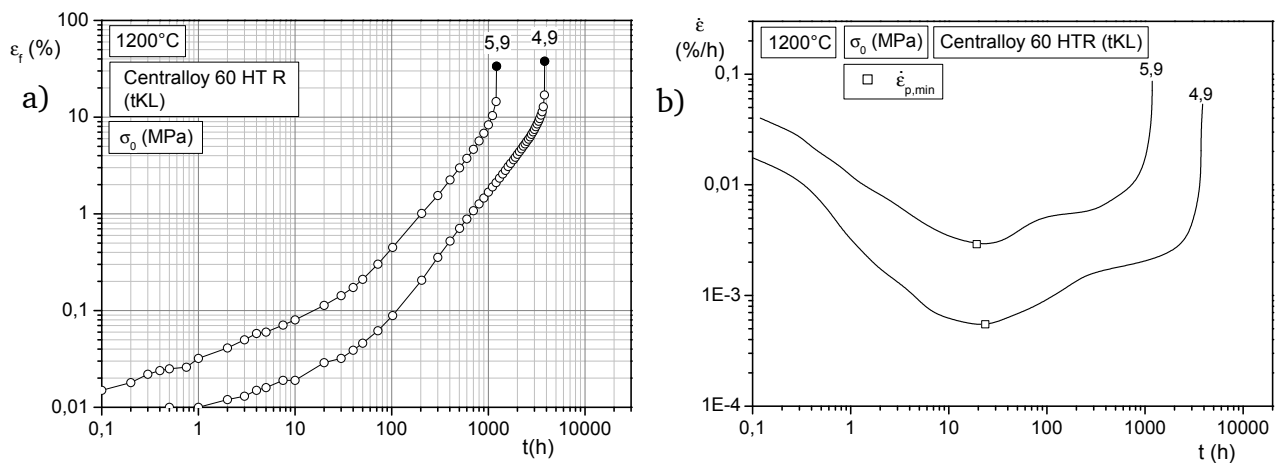 a)
ε_f (%)
100
10
1
0,1
0,01
1200°C
Centralloy 60 HT R
(tKL)
σ_0 (MPa)
5,9
4,9
0,1
1
10
100
1000
10000
t(h)
b)
ε̇
(%/h)
0,1
0,01
1E-3
1E-4
1200°C
σ_0 (MPa)
Centralloy 60 HTR (tKL)
ε̇_p,min
5,9
4,9
0,1
1
10
100
1000
10000
t (h)